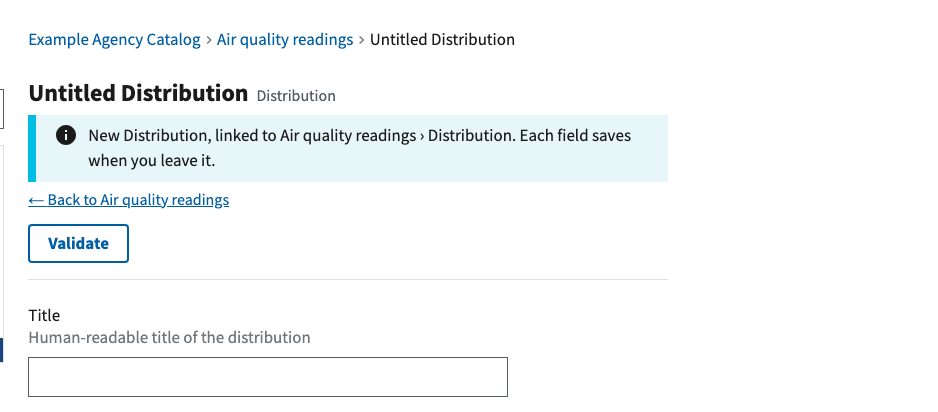 Example Agency Catalog › Air quality readings › Untitled Distribution
Untitled Distribution Distribution
New Distribution, linked to Air quality readings › Distribution. Each field saves
when you leave it.
← Back to Air quality readings
Validate
Title
Human-readable title of the distribution